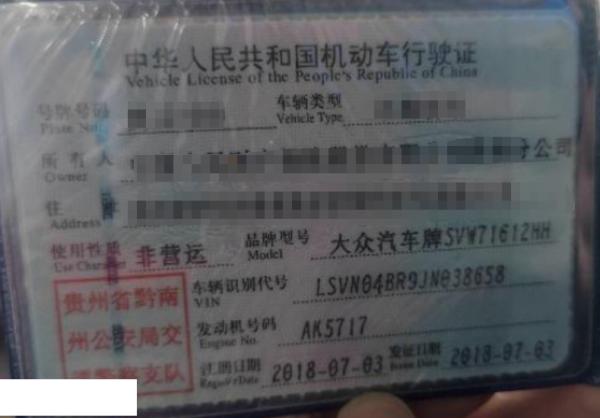 中华人民共和国机动车行驶证
Vehicle License of the People's Republic of China
号牌号码 车辆类型
Plate No. Vehicle Type
所有人 分公司
Owner
住 址
Address
使用性质 非营运 品牌型号 大众汽车牌SVW71612HH
Use Character Model
贵州省黔南
州公安局交
通警察支队
车辆识别代号 LSVN04BR9JN038658
VIN
发动机号码 AK5717
Engine No.
注册日期 2018-07-03 发证日期 2018-07-03
Register Date Issue Date